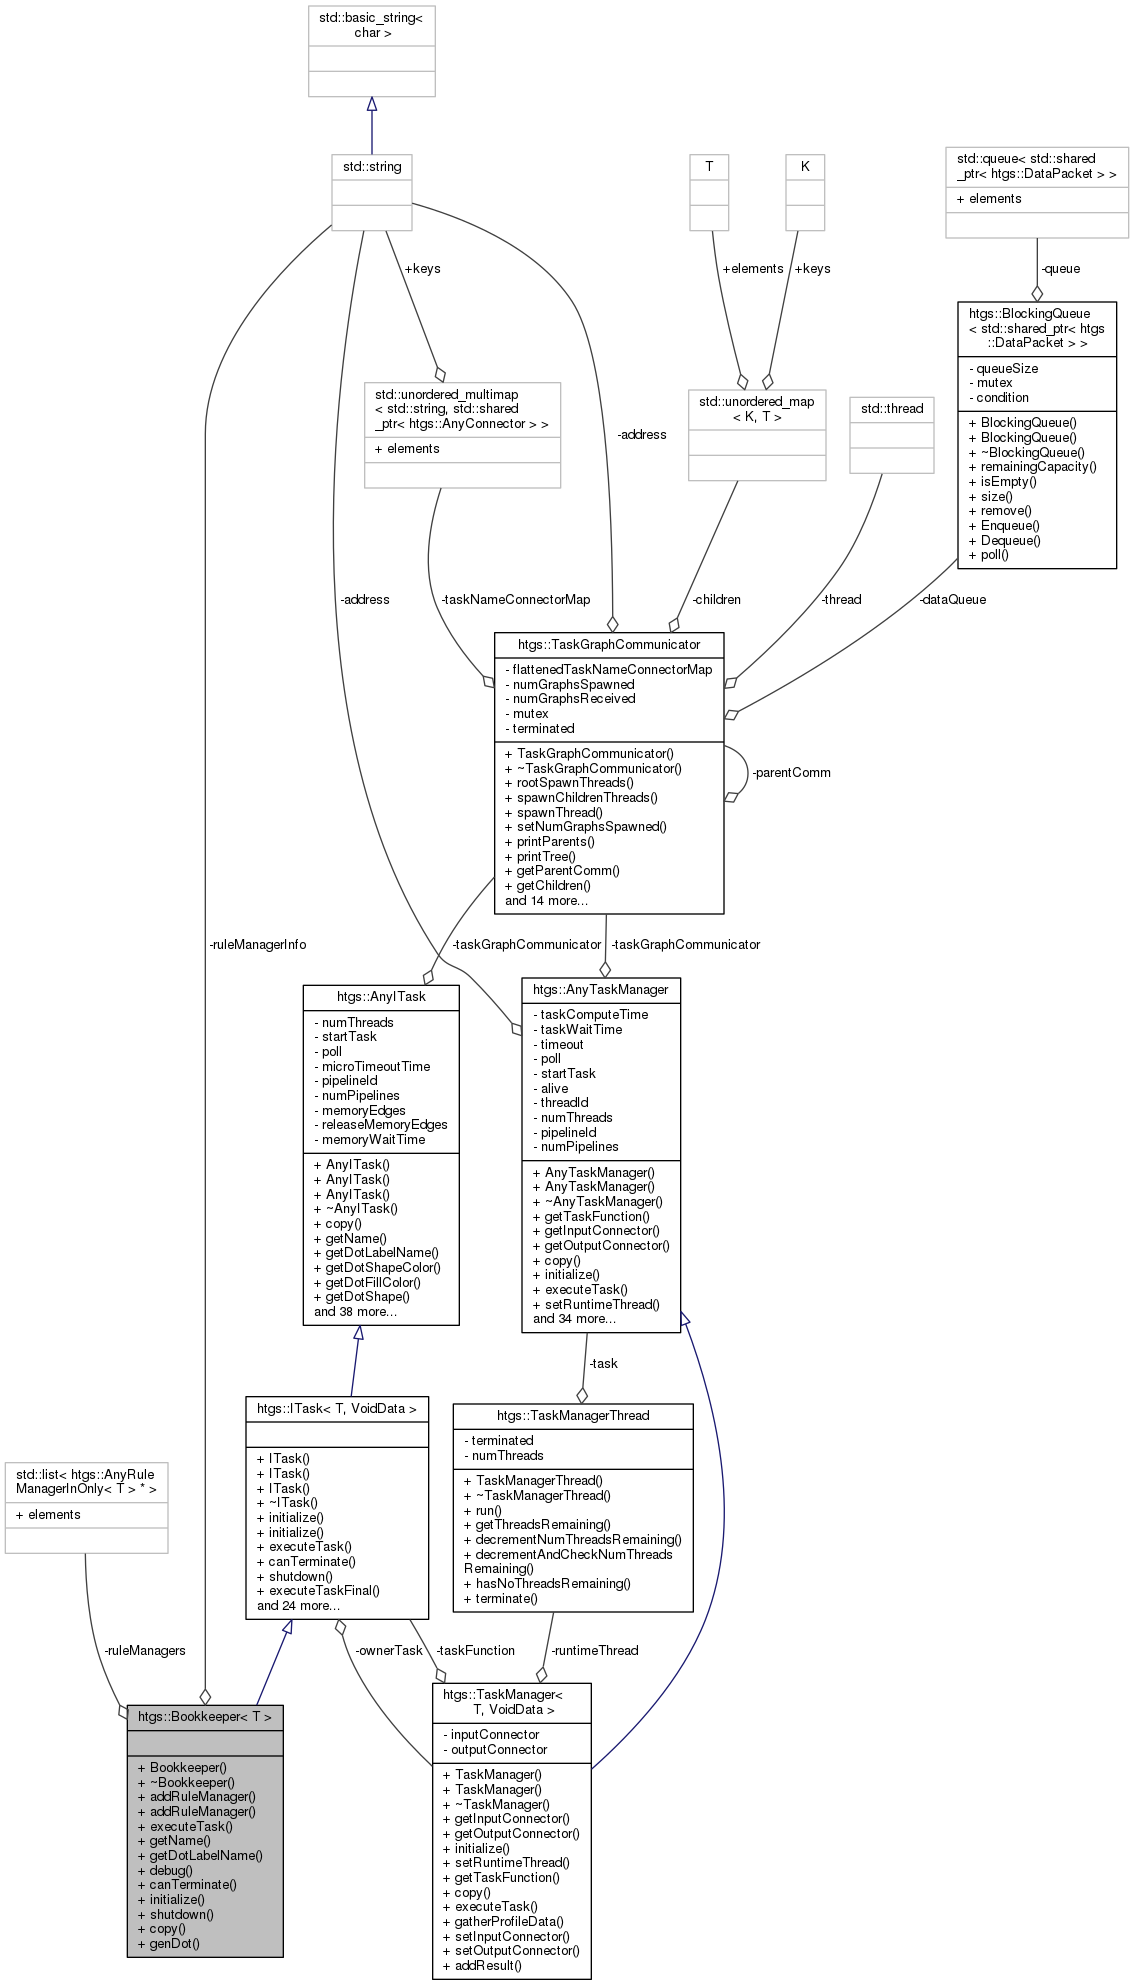 std::basic_string<
char >
std::string
T
K
std::queue< std::shared
_ptr< htgs::DataPacket > >
+ elements
+keys
+elements
+keys
-queue
htgs::BlockingQueue
< std::shared_ptr< htgs
::DataPacket > >
- queueSize
- mutex
- condition
+ BlockingQueue()
+ BlockingQueue()
+ ~BlockingQueue()
+ remainingCapacity()
+ isEmpty()
+ size()
+ remove()
+ Enqueue()
+ Dequeue()
+ poll()
std::unordered_multimap
< std::string, std::shared
_ptr< htgs::AnyConnector > >
+ elements
-address
std::unordered_map
< K, T >
std::thread
-address
-taskNameConnectorMap
-children
-thread
-dataQueue
htgs::TaskGraphCommunicator
- flattenedTaskNameConnectorMap
- numGraphsSpawned
- numGraphsReceived
- mutex
- terminated
+ TaskGraphCommunicator()
+ ~TaskGraphCommunicator()
+ rootSpawnThreads()
+ spawnChildrenThreads()
+ spawnThread()
+ setNumGraphsSpawned()
+ printParents()
+ printTree()
+ getParentComm()
+ getChildren()
and 14 more...
-parentComm
-ruleManagerInfo
-taskGraphCommunicator
-taskGraphCommunicator
htgs::AnyITask
- numThreads
- startTask
- poll
- microTimeoutTime
- pipelineId
- numPipelines
- memoryEdges
- releaseMemoryEdges
- memoryWaitTime
+ AnyITask()
+ AnyITask()
+ AnyITask()
+ ~AnyITask()
+ copy()
+ getName()
+ getDotLabelName()
+ getDotShapeColor()
+ getDotFillColor()
+ getDotShape()
and 38 more...
htgs::AnyTaskManager
- taskComputeTime
- taskWaitTime
- timeout
- poll
- startTask
- alive
- threadId
- numThreads
- pipelineId
- numPipelines
+ AnyTaskManager()
+ AnyTaskManager()
+ ~AnyTaskManager()
+ getTaskFunction()
+ getInputConnector()
+ getOutputConnector()
+ copy()
+ initialize()
+ executeTask()
+ setRuntimeThread()
and 34 more...
-task
std::list< htgs::AnyRule
ManagerInOnly< T > * >
+ elements
htgs::ITask< T, VoidData >
+ ITask()
+ ITask()
+ ITask()
+ ~ITask()
+ initialize()
+ initialize()
+ executeTask()
+ canTerminate()
+ shutdown()
+ executeTaskFinal()
and 24 more...
htgs::TaskManagerThread
- terminated
- numThreads
+ TaskManagerThread()
+ ~TaskManagerThread()
+ run()
+ getThreadsRemaining()
+ decrementNumThreadsRemaining()
+ decrementAndCheckNumThreads
Remaining()
+ hasNoThreadsRemaining()
+ terminate()
-ruleManagers
-ownerTask
-taskFunction
-runtimeThread
htgs::Bookkeeper< T >
+ Bookkeeper()
+ ~Bookkeeper()
+ addRuleManager()
+ addRuleManager()
+ executeTask()
+ getName()
+ getDotLabelName()
+ debug()
+ canTerminate()
+ initialize()
+ shutdown()
+ copy()
+ genDot()
htgs::TaskManager<
T, VoidData >
- inputConnector
- outputConnector
+ TaskManager()
+ TaskManager()
+ ~TaskManager()
+ getInputConnector()
+ getOutputConnector()
+ initialize()
+ setRuntimeThread()
+ getTaskFunction()
+ copy()
+ executeTask()
+ gatherProfileData()
+ setInputConnector()
+ setOutputConnector()
+ addResult()